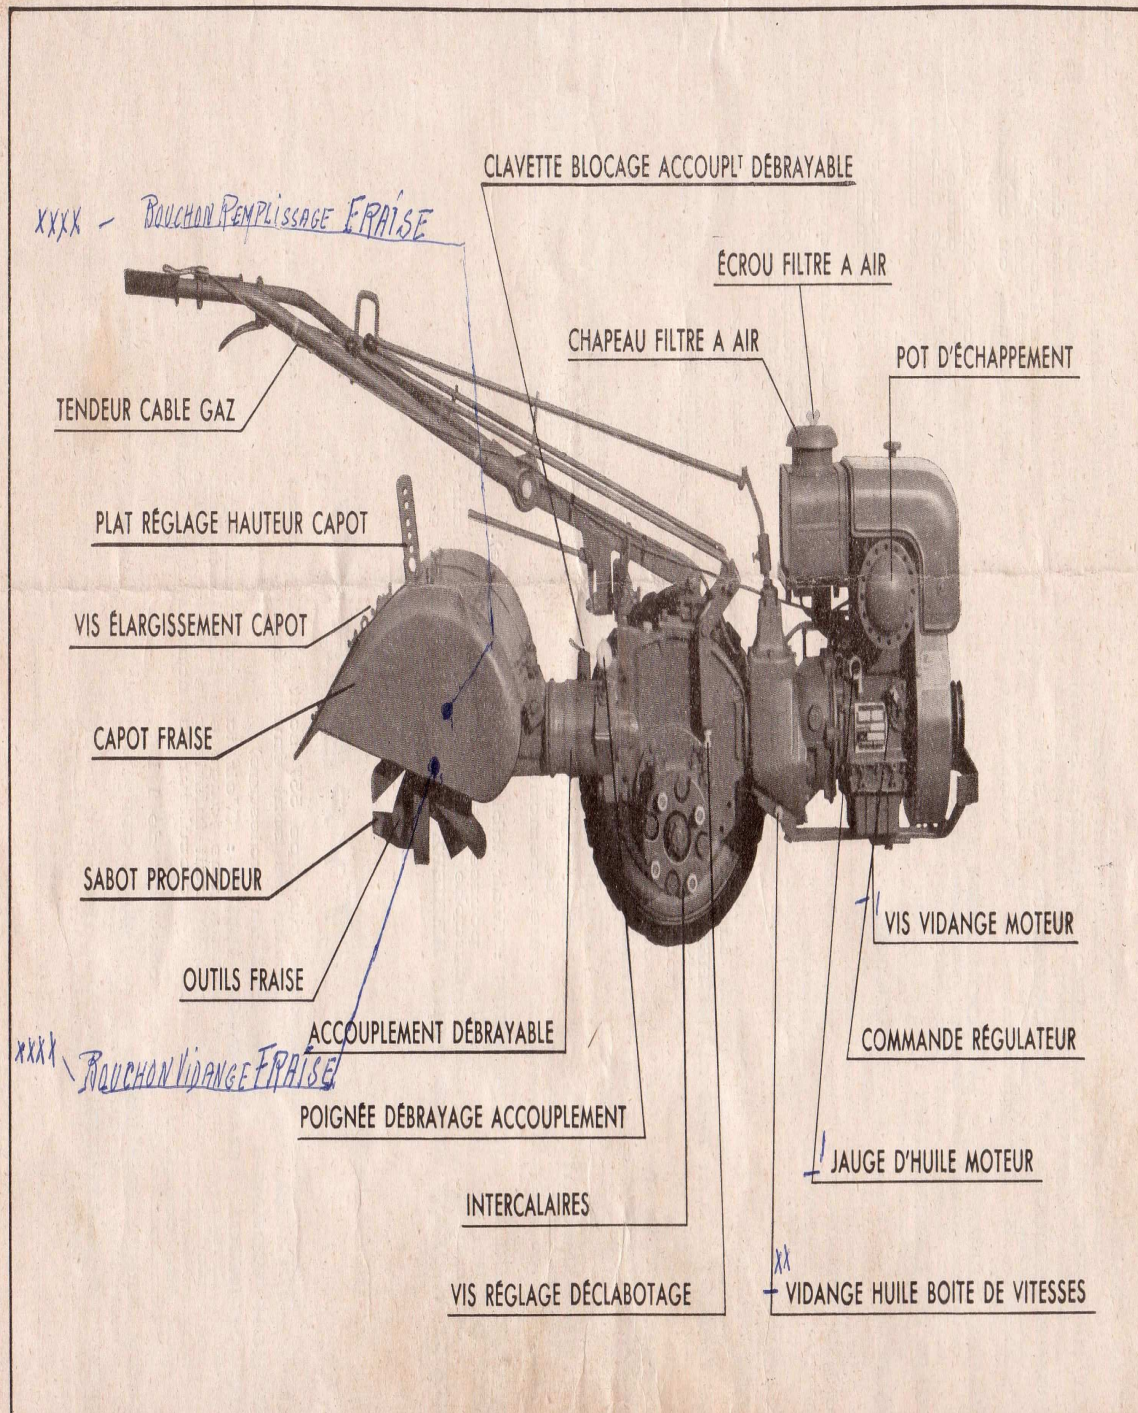 CLAVETTE BLOCAGE ACCOUPLᵀ DÉBRAYABLE
xxxx - BOUCHON REMPLISSAGE FRAISE
ÉCROU FILTRE A AIR
CHAPEAU FILTRE A AIR
POT D'ÉCHAPPEMENT
TENDEUR CABLE GAZ
PLAT RÉGLAGE HAUTEUR CAPOT
VIS ÉLARGISSEMENT CAPOT
CAPOT FRAISE
SABOT PROFONDEUR
VIS VIDANGE MOTEUR
OUTILS FRAISE
ACCOUPLEMENT DÉBRAYABLE
COMMANDE RÉGULATEUR
xxxx - BOUCHON VIDANGE FRAISE
POIGNÉE DÉBRAYAGE ACCOUPLEMENT
JAUGE D'HUILE MOTEUR
INTERCALAIRES
xx
VIS RÉGLAGE DÉCLABOTAGE
VIDANGE HUILE BOITE DE VITESSES